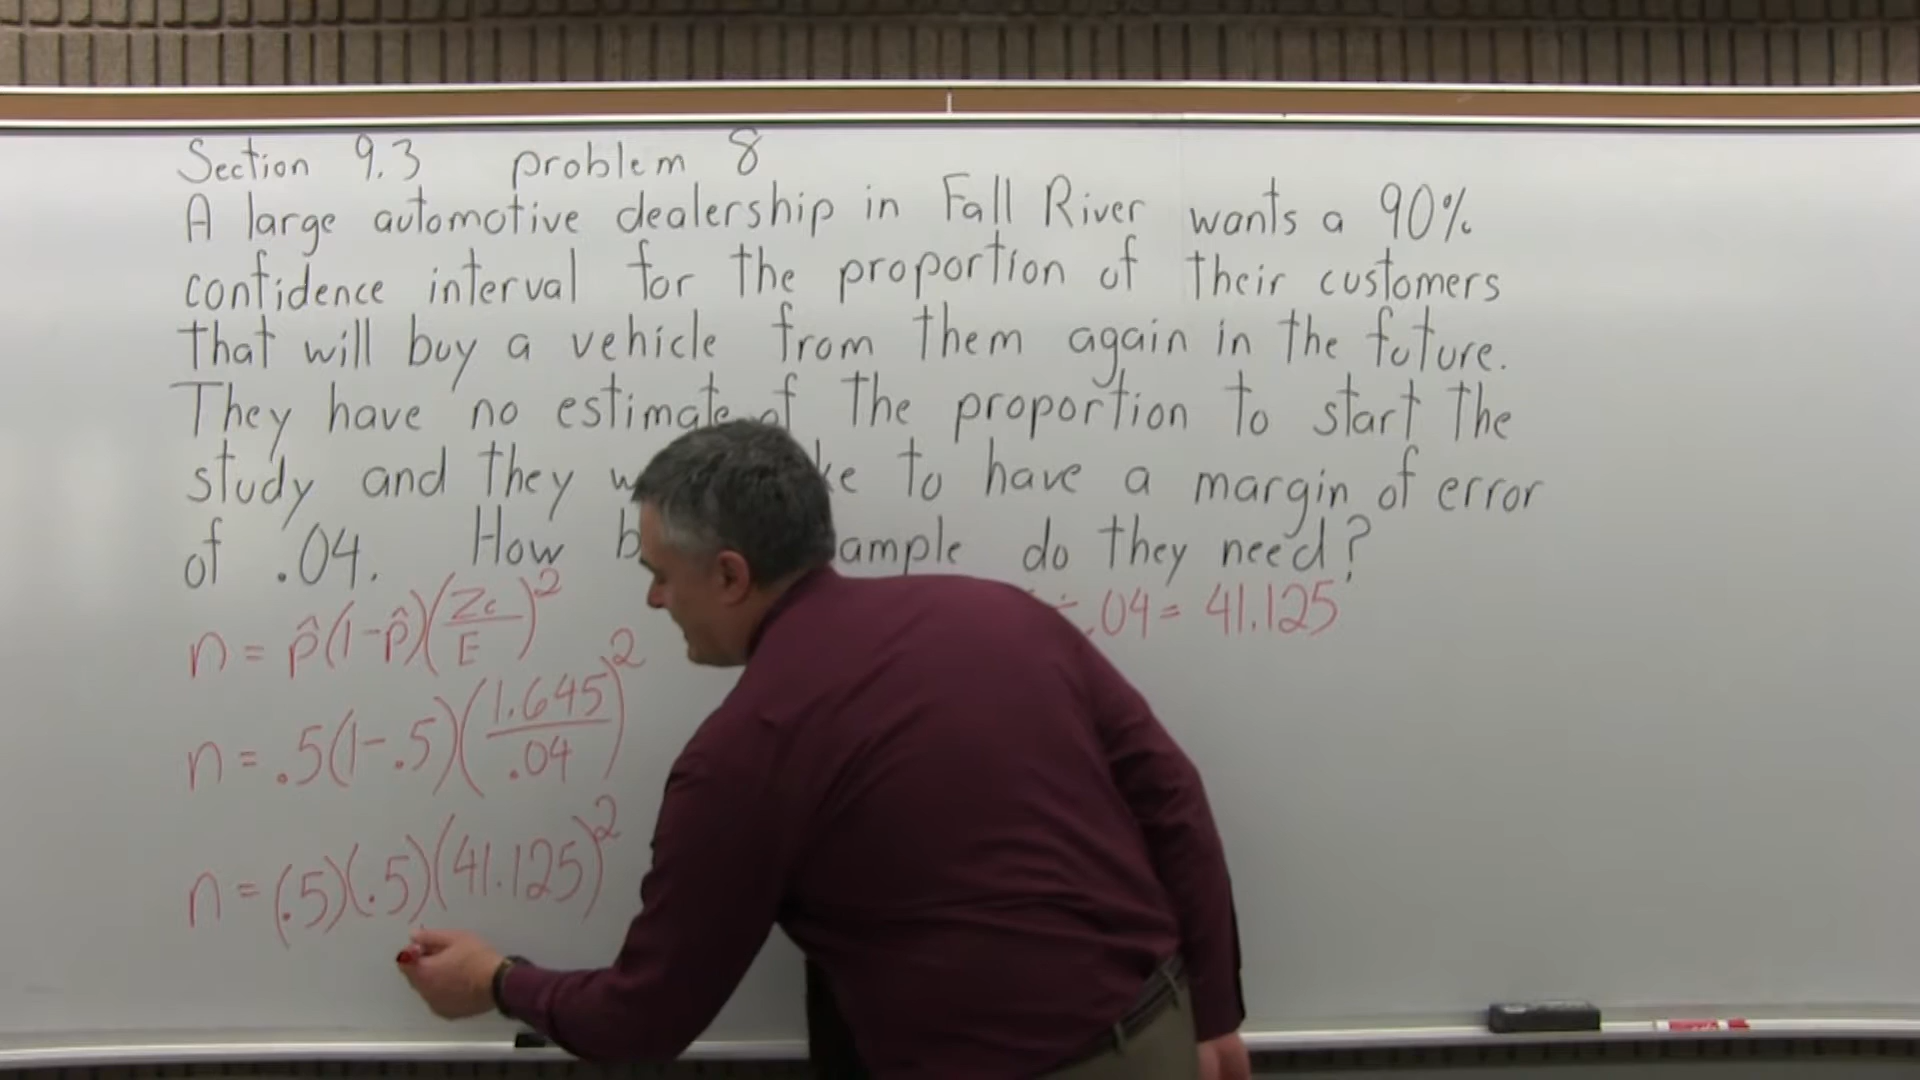 Section 9.3 problem 8
A large automotive dealership in Fall River wants a 90%
confidence interval for the proportion of their customers
that will buy a vehicle from them again in the future.
They have no estimate of the proportion to start the
study and they to have a margin of error
of .04. How do they need?
n = p̂(1-p̂)(Zc/E)² ÷ .04 = 41.125
n = .5(1-.5)(1.645/.04)²
n = (.5)(.5)(41.125)²